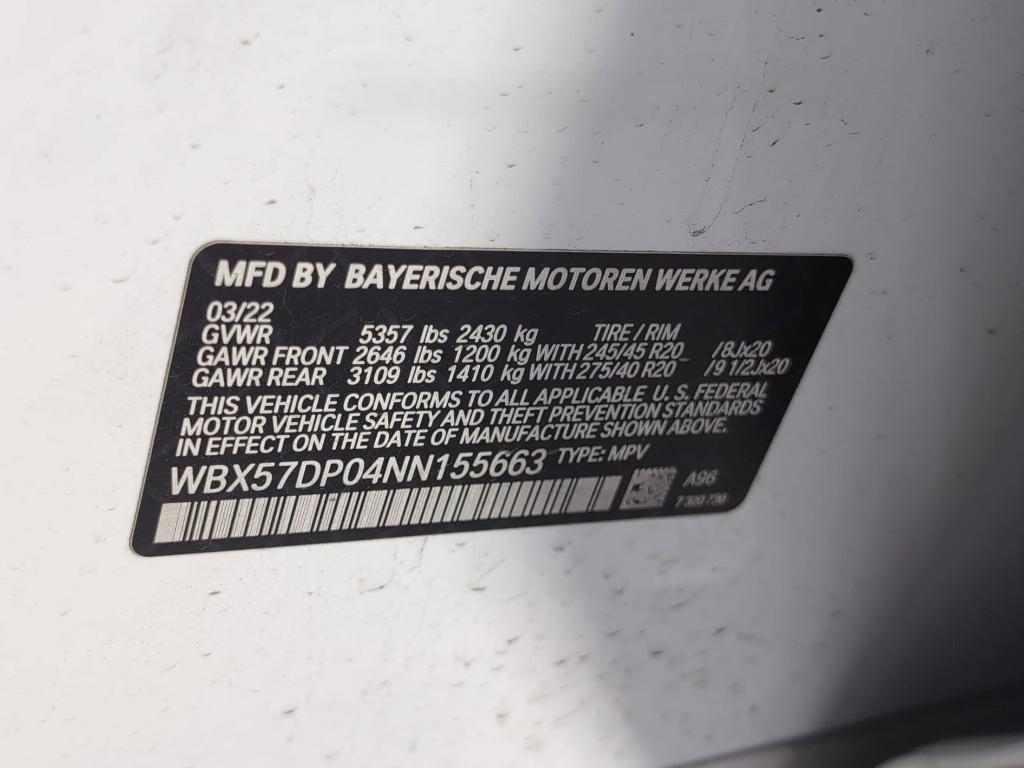 MFD BY BAYERISCHE MOTOREN WERKE AG
03/22
GVWR 5357 lbs 2430 kg TIRE / RIM
GAWR FRONT 2646 lbs 1200 kg WITH 245/45 R20 /8Jx20
GAWR REAR 3109 lbs 1410 kg WITH 275/40 R20 /9 1/2Jx20
THIS VEHICLE CONFORMS TO ALL APPLICABLE U. S. FEDERAL
MOTOR VEHICLE SAFETY AND THEFT PREVENTION STANDARDS
IN EFFECT ON THE DATE OF MANUFACTURE SHOWN ABOVE.
WBX57DP04NN155663 TYPE: MPV
A96
7 320 730